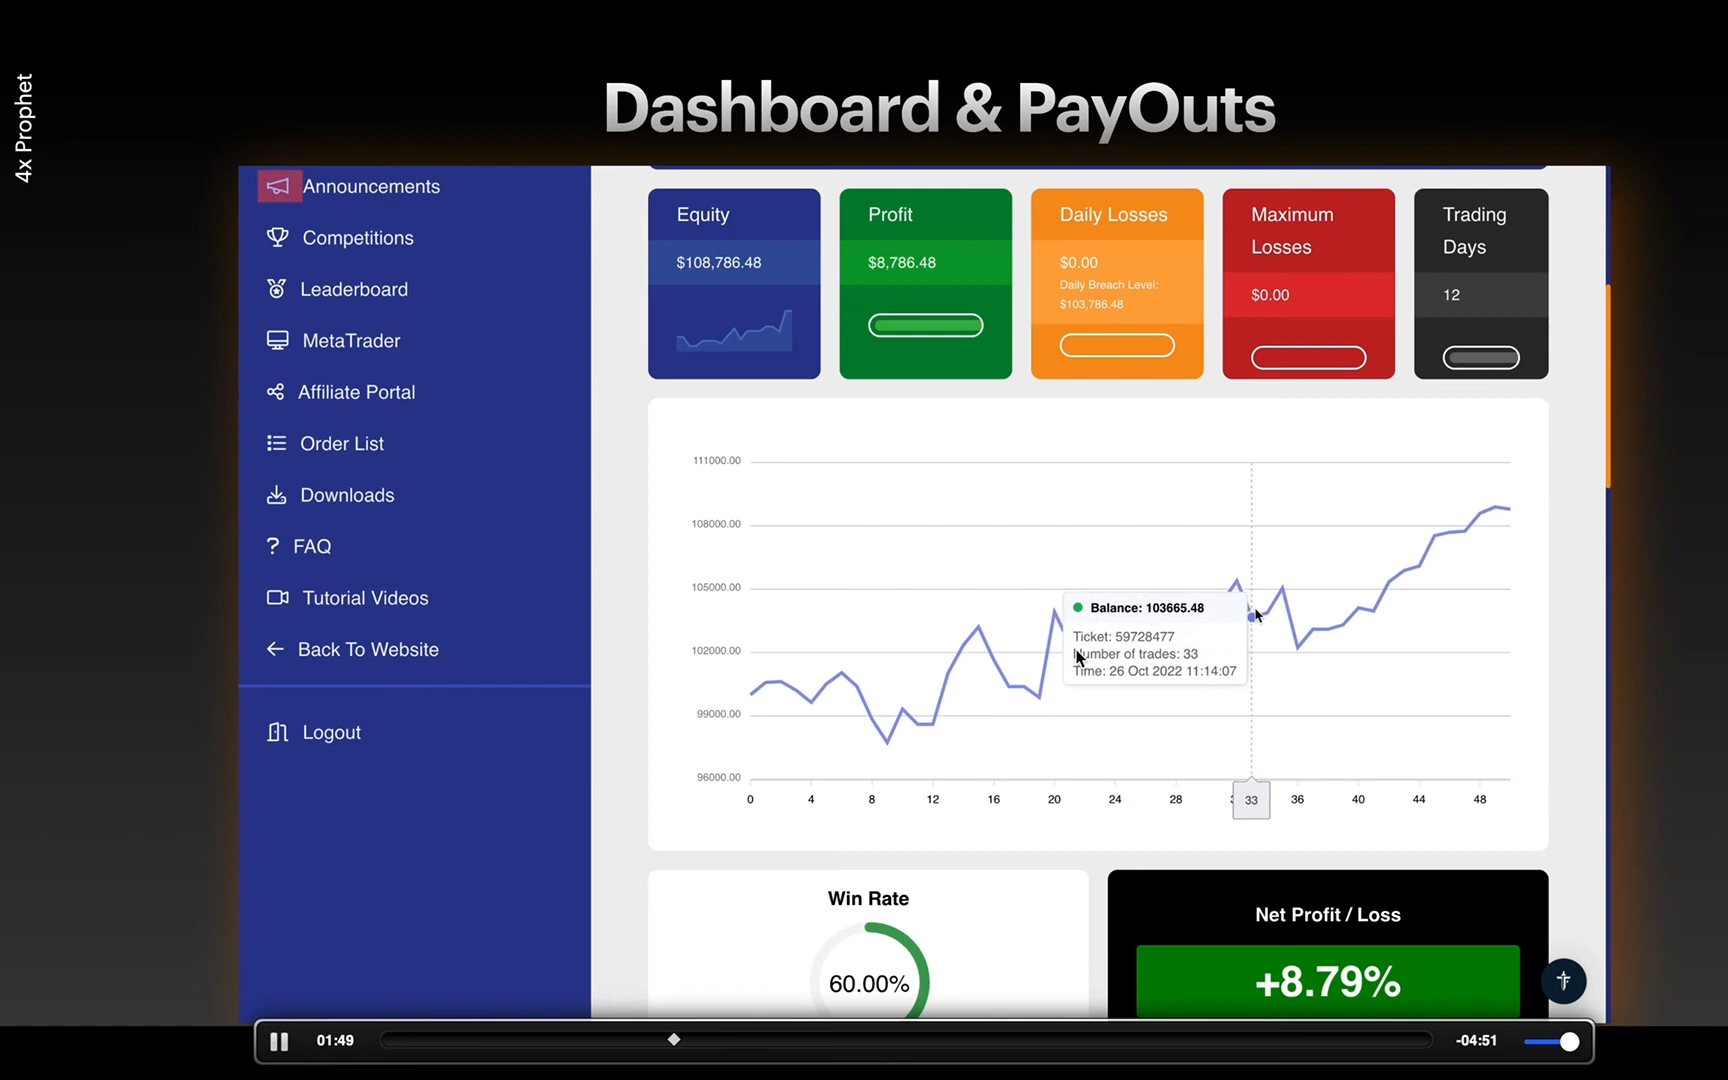 4x Prophet
Dashboard & PayOuts
Announcements
Competitions
Leaderboard
MetaTrader
Affiliate Portal
Order List
Downloads
? FAQ
Tutorial Videos
Back To Website
Logout
Equity
$108,786.48
Profit
$8,786.48
Daily Losses
$0.00
Daily Breach Level:
$103,786.48
Maximum
Losses
$0.00
Trading
Days
12
111000.00
108000.00
105000.00
102000.00
99000.00
96000.00
Balance: 103665.48
Ticket: 59728477
Number of trades: 33
Time: 26 Oct 2022 11:14:07
0 4 8 12 16 20 24 28 33 36 40 44 48
Win Rate
60.00%
Net Profit / Loss
+8.79%
01:49
-04:51